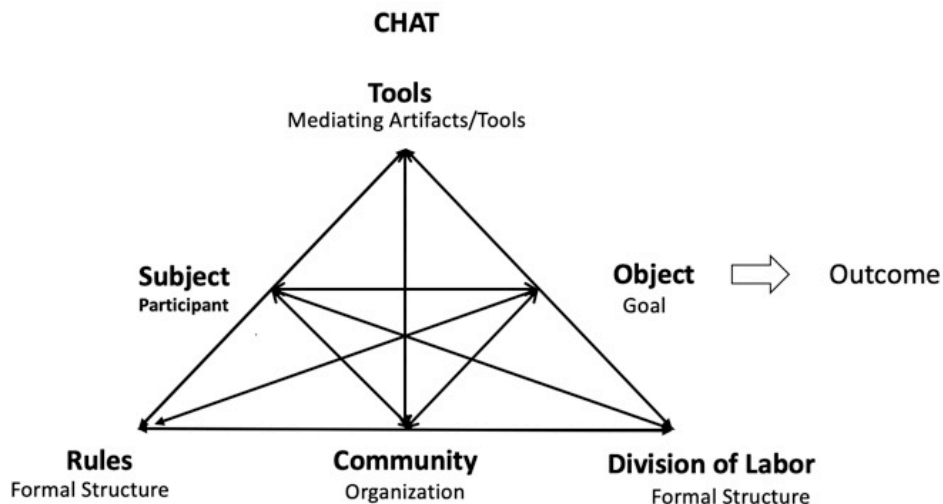 CHAT
Tools
Mediating Artifacts/Tools
Subject
Participant
Object
Goal
Outcome
Rules
Formal Structure
Community
Organization
Division of Labor
Formal Structure